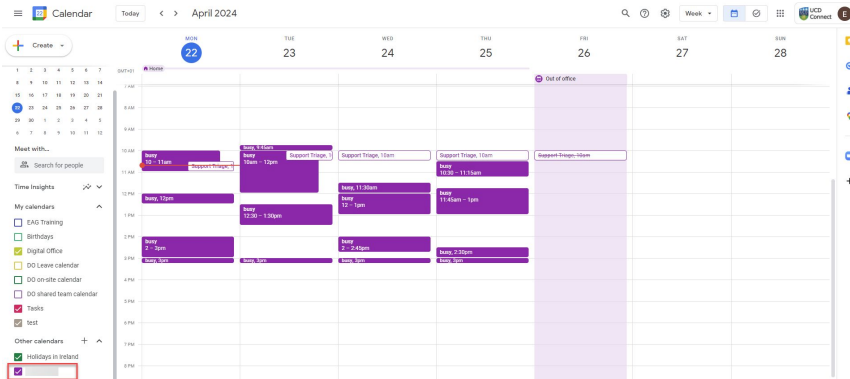 Calendar
Today
April 2024
Week
UCD
Connect
E
Create
1 2 3 4 5 6 7
8 9 10 11 12 13 14
15 16 17 18 19 20 21
22 23 24 25 26 27 28
29 30 1 2 3 4 5
6 7 8 9 10 11 12
Meet with...
Search for people
Time Insights
My calendars
EAG Training
Birthdays
Digital Office
DO Leave calendar
DO on-site calendar
DO shared team calendar
Tasks
test
Other calendars
Holidays in Ireland
MON TUE WED THU FRI SAT SUN
22 23 24 25 26 27 28
GMT+01
Home
Out of office
7 AM
8 AM
9 AM
busy, 9:45am
10 AM
busy
10 – 11am
Support Triage, 1
busy
10am – 12pm
Support Triage, 1
Support Triage, 10am
Support Triage, 10am
busy
10:30 – 11:15am
Support Triage, 10am
11 AM
busy, 11:30am
busy
11:45am – 1pm
12 PM
busy, 12pm
busy
12:30 – 1:30pm
busy
12 – 1pm
1 PM
2 PM
busy
2 – 3pm
busy
2 – 2:45pm
busy, 2:30pm
3 PM
busy, 3pm
busy, 3pm
busy, 3pm
busy, 3pm
4 PM
5 PM
6 PM
7 PM
8 PM